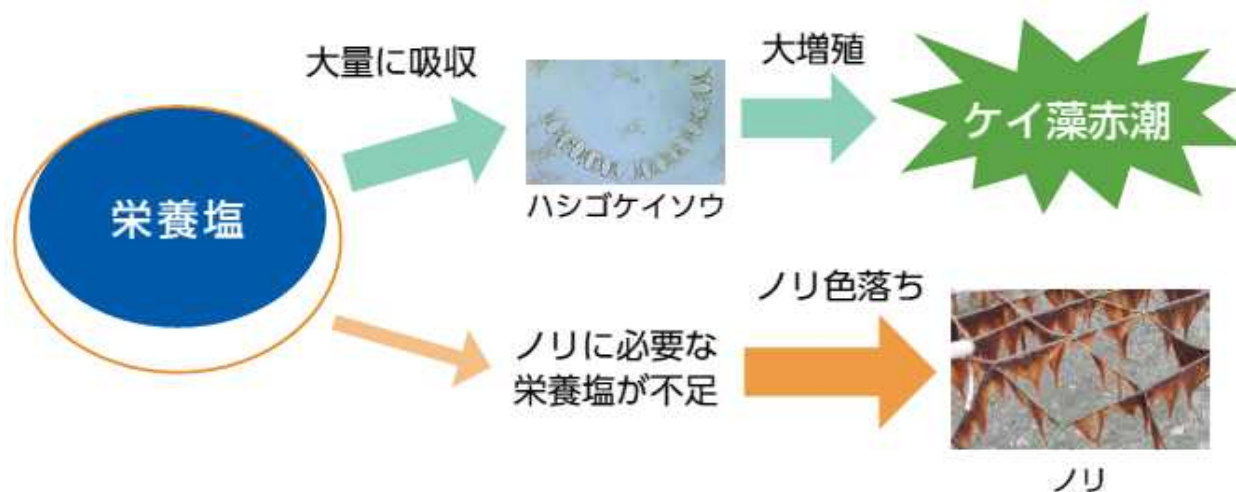 大量に吸収
大増殖
ケイ藻赤潮
栄養塩
ハシゴケイソウ
ノリ色落ち
ノリに必要な
栄養塩が不足
ノリ